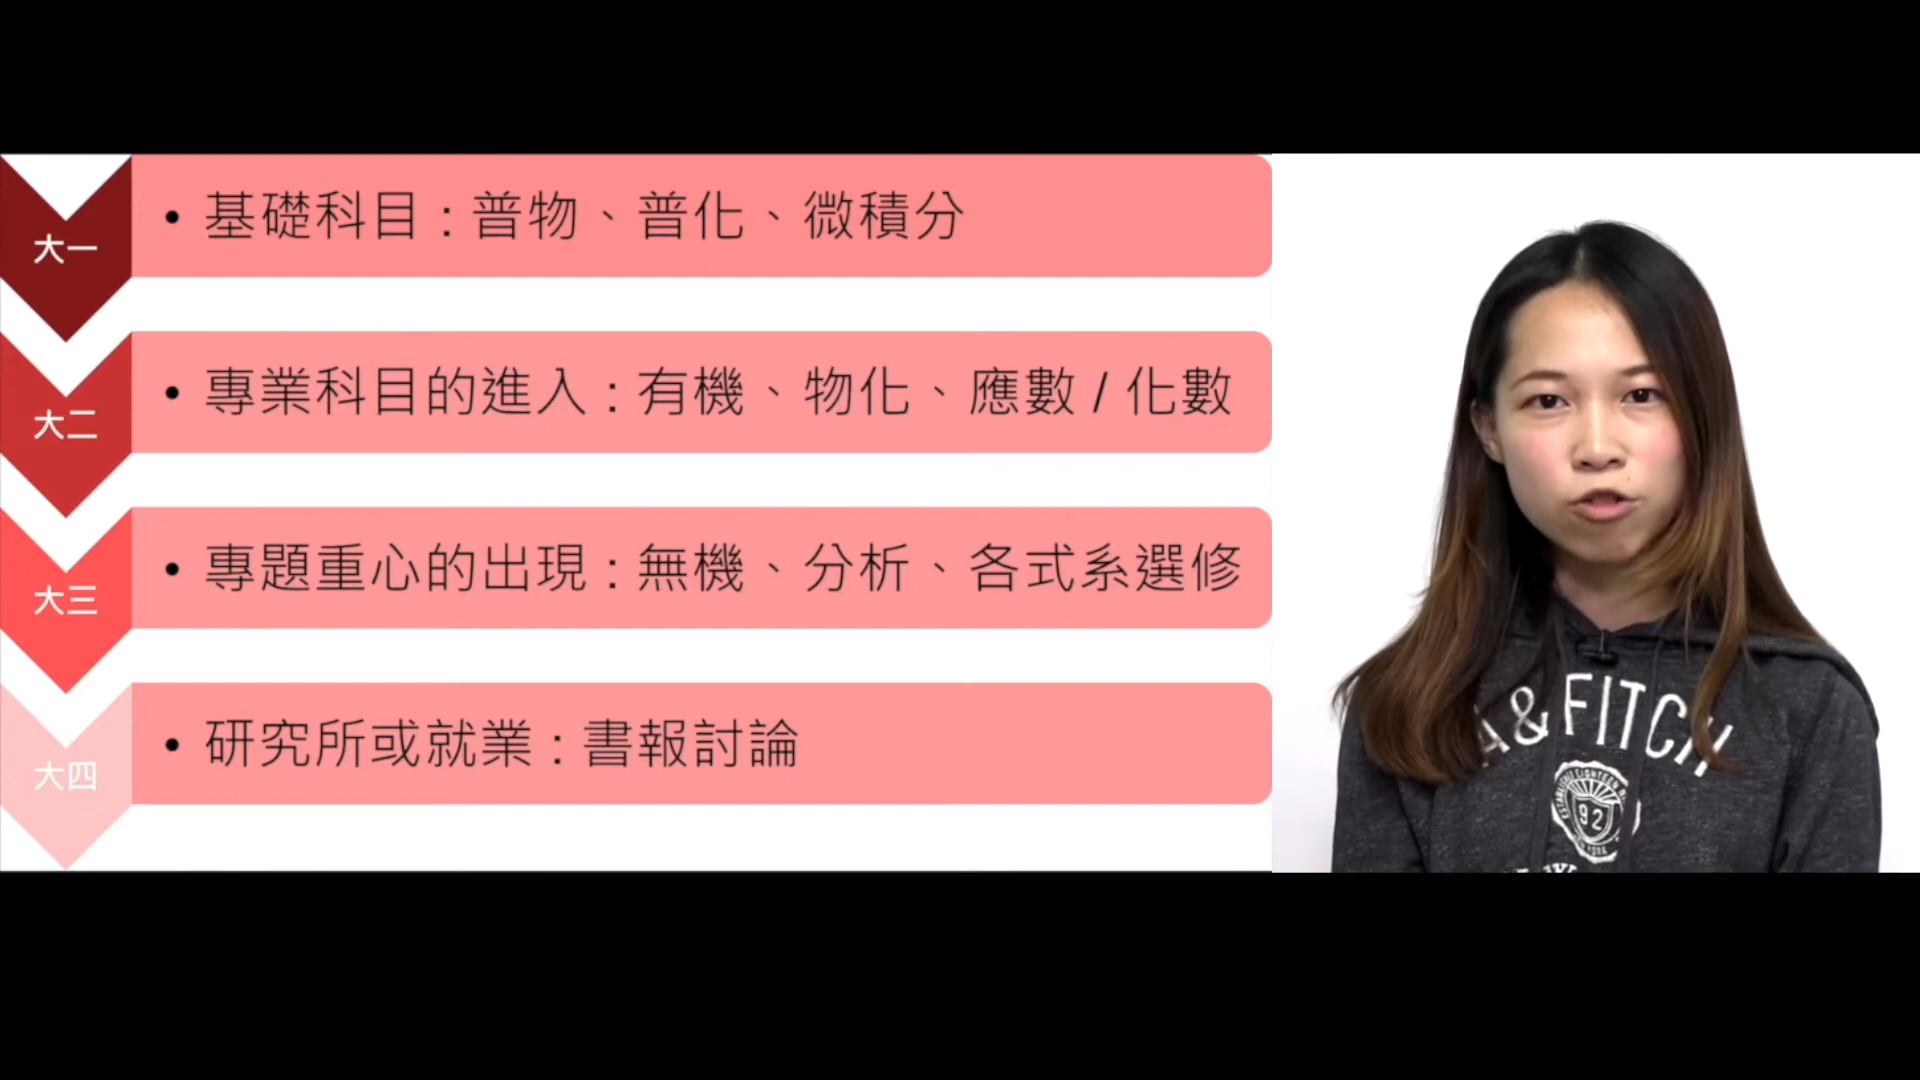 大一
• 基礎科目 : 普物、普化、微積分
大二
• 專業科目的進入 : 有機、物化、應數 / 化數
大三
• 專題重心的出現 : 無機、分析、各式系選修
大四
• 研究所或就業 : 書報討論
A & FITCH
92